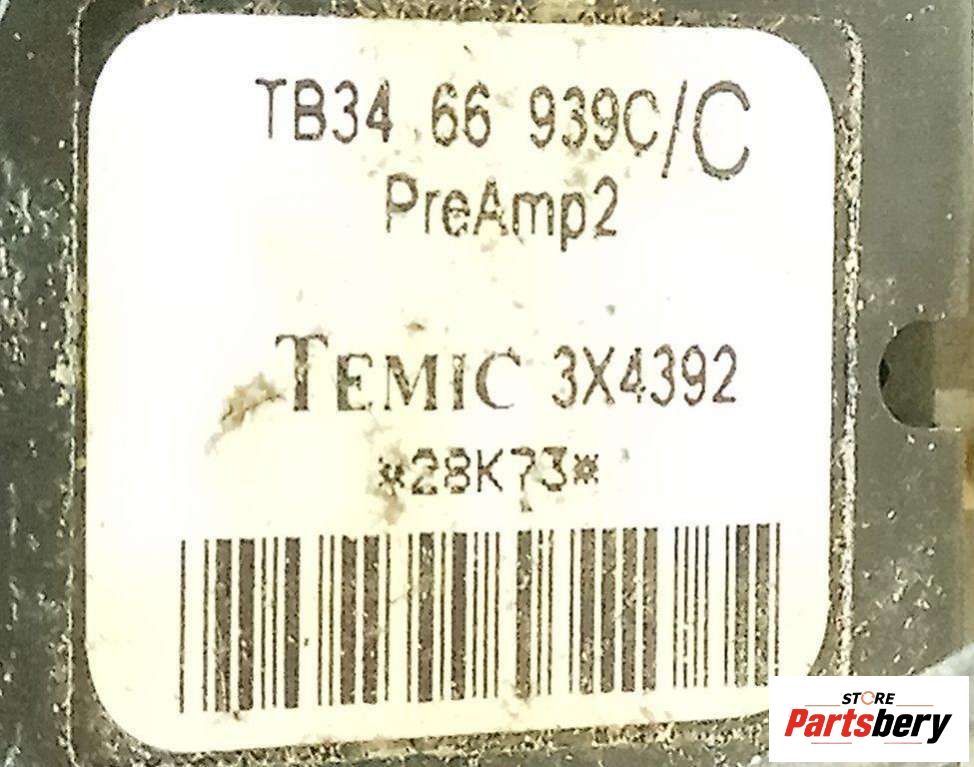 TB34 66 939C/C
PreAmp2
TEMIC 3X4392
*28K73*
STORE
Partsbery